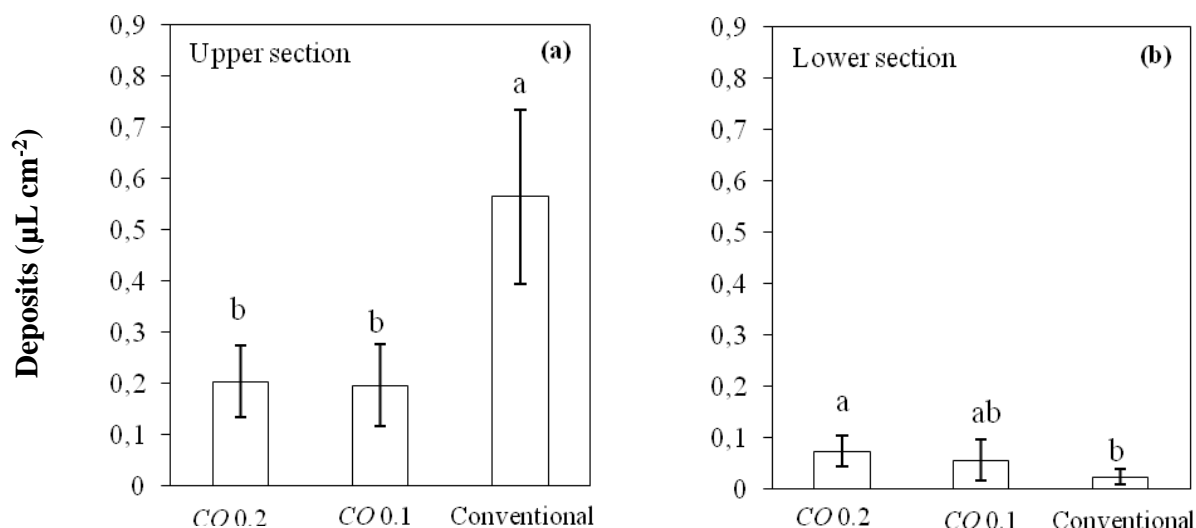 Deposits (µL cm-2)
0,9
0,8
0,7
0,6
0,5
0,4
0,3
0,2
0,1
0
Upper section (a)
a
b
b
CO 0.2 CO 0.1 Conventional
0,9
0,8
0,7
0,6
0,5
0,4
0,3
0,2
0,1
0
Lower section (b)
a
ab
b
CO 0.2 CO 0.1 Conventional